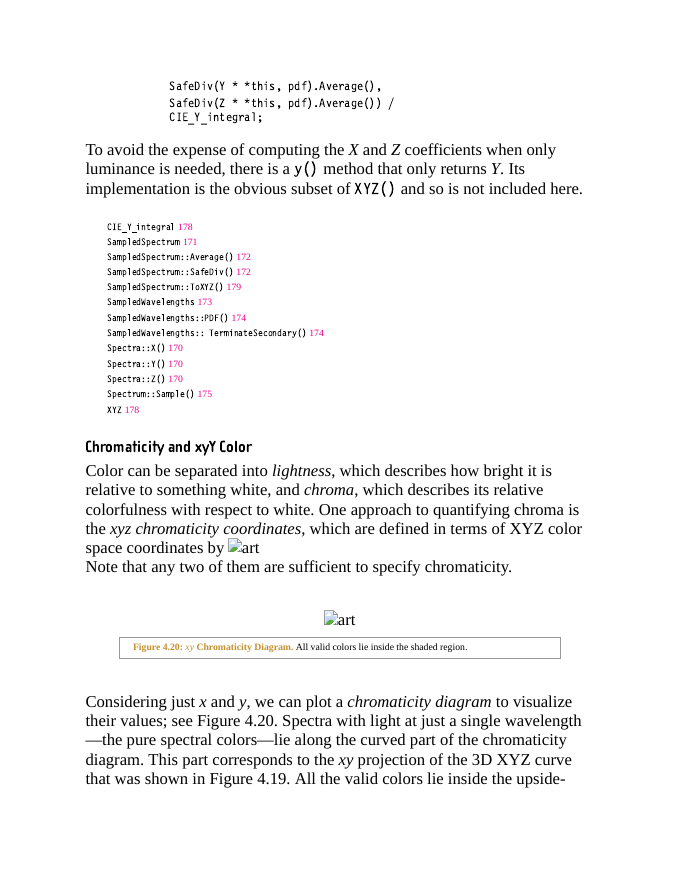 SafeDiv(Y * *this, pdf).Average(),
SafeDiv(Z * *this, pdf).Average()) /
CIE_Y_integral;
To avoid the expense of computing the X and Z coefficients when only
luminance is needed, there is a y() method that only returns Y. Its
implementation is the obvious subset of XYZ() and so is not included here.
CIE_Y_integral 178
SampledSpectrum 171
SampledSpectrum::Average() 172
SampledSpectrum::SafeDiv() 172
SampledSpectrum::ToXYZ() 179
SampledWavelengths 173
SampledWavelengths::PDF() 174
SampledWavelengths:: TerminateSecondary() 174
Spectra::X() 170
Spectra::Y() 170
Spectra::Z() 170
Spectrum::Sample() 175
XYZ 178
Chromaticity and xyY Color
Color can be separated into lightness, which describes how bright it is
relative to something white, and chroma, which describes its relative
colorfulness with respect to white. One approach to quantifying chroma is
the xyz chromaticity coordinates, which are defined in terms of XYZ color
space coordinates by art
Note that any two of them are sufficient to specify chromaticity.
art
Figure 4.20: xy Chromaticity Diagram. All valid colors lie inside the shaded region.
Considering just x and y, we can plot a chromaticity diagram to visualize
their values; see Figure 4.20. Spectra with light at just a single wavelength
—the pure spectral colors—lie along the curved part of the chromaticity
diagram. This part corresponds to the xy projection of the 3D XYZ curve
that was shown in Figure 4.19. All the valid colors lie inside the upside-